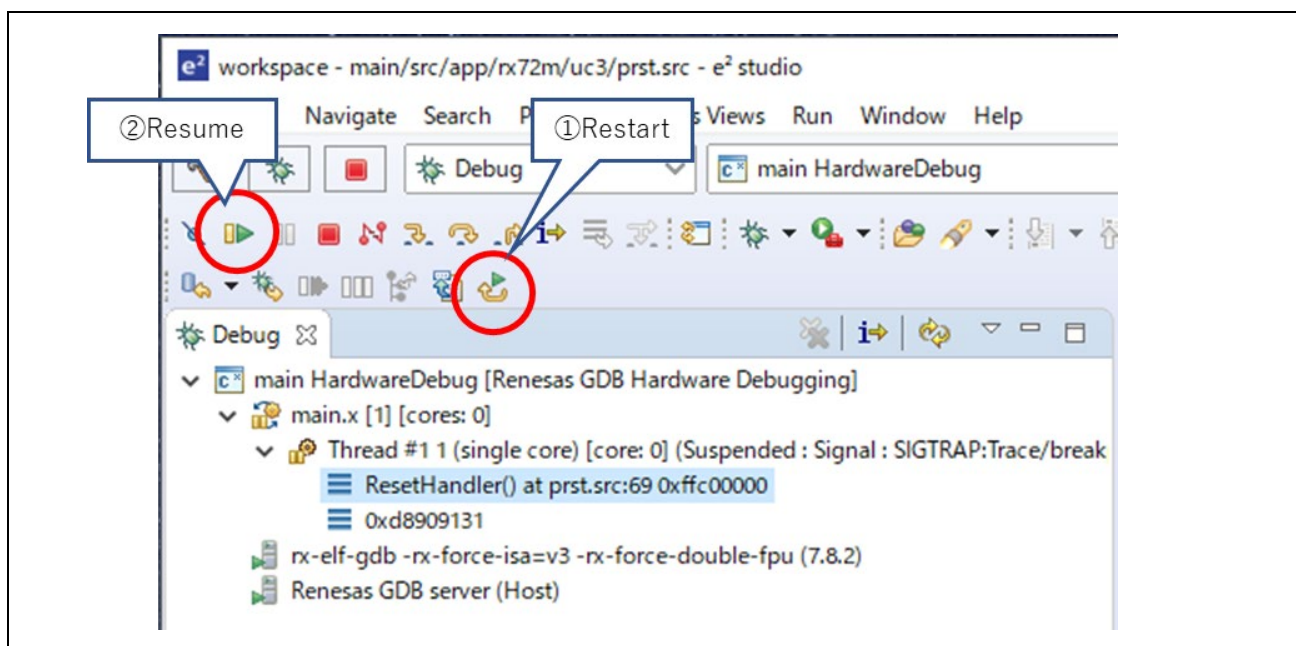 e² workspace - main/src/app/rx72m/uc3/prst.src - e² studio
Navigate Search P s Views Run Window Help
②Resume
①Restart
Debug
c main HardwareDebug
i
Debug
i
c main HardwareDebug [Renesas GDB Hardware Debugging]
main.x [1] [cores: 0]
Thread #1 1 (single core) [core: 0] (Suspended : Signal : SIGTRAP:Trace/break
ResetHandler() at prst.src:69 0xffc00000
0xd8909131
rx-elf-gdb -rx-force-isa=v3 -rx-force-double-fpu (7.8.2)
Renesas GDB server (Host)